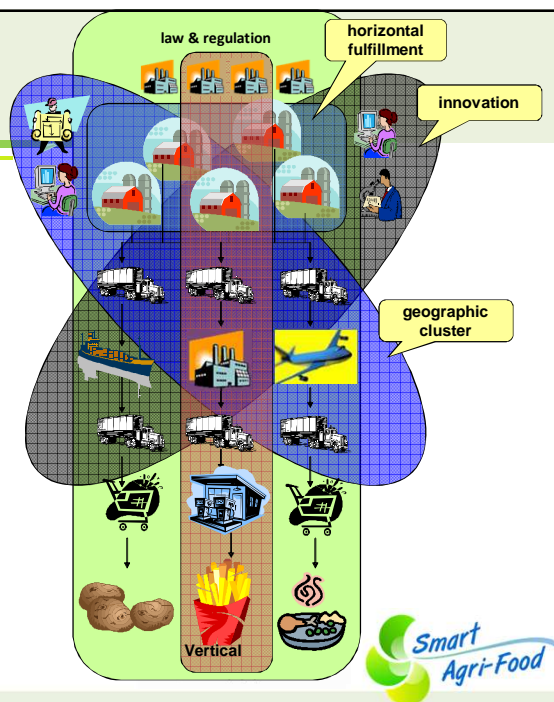 law & regulation
horizontal
fulfillment
innovation
geographic
cluster
Vertical
Smart
Agri-Food